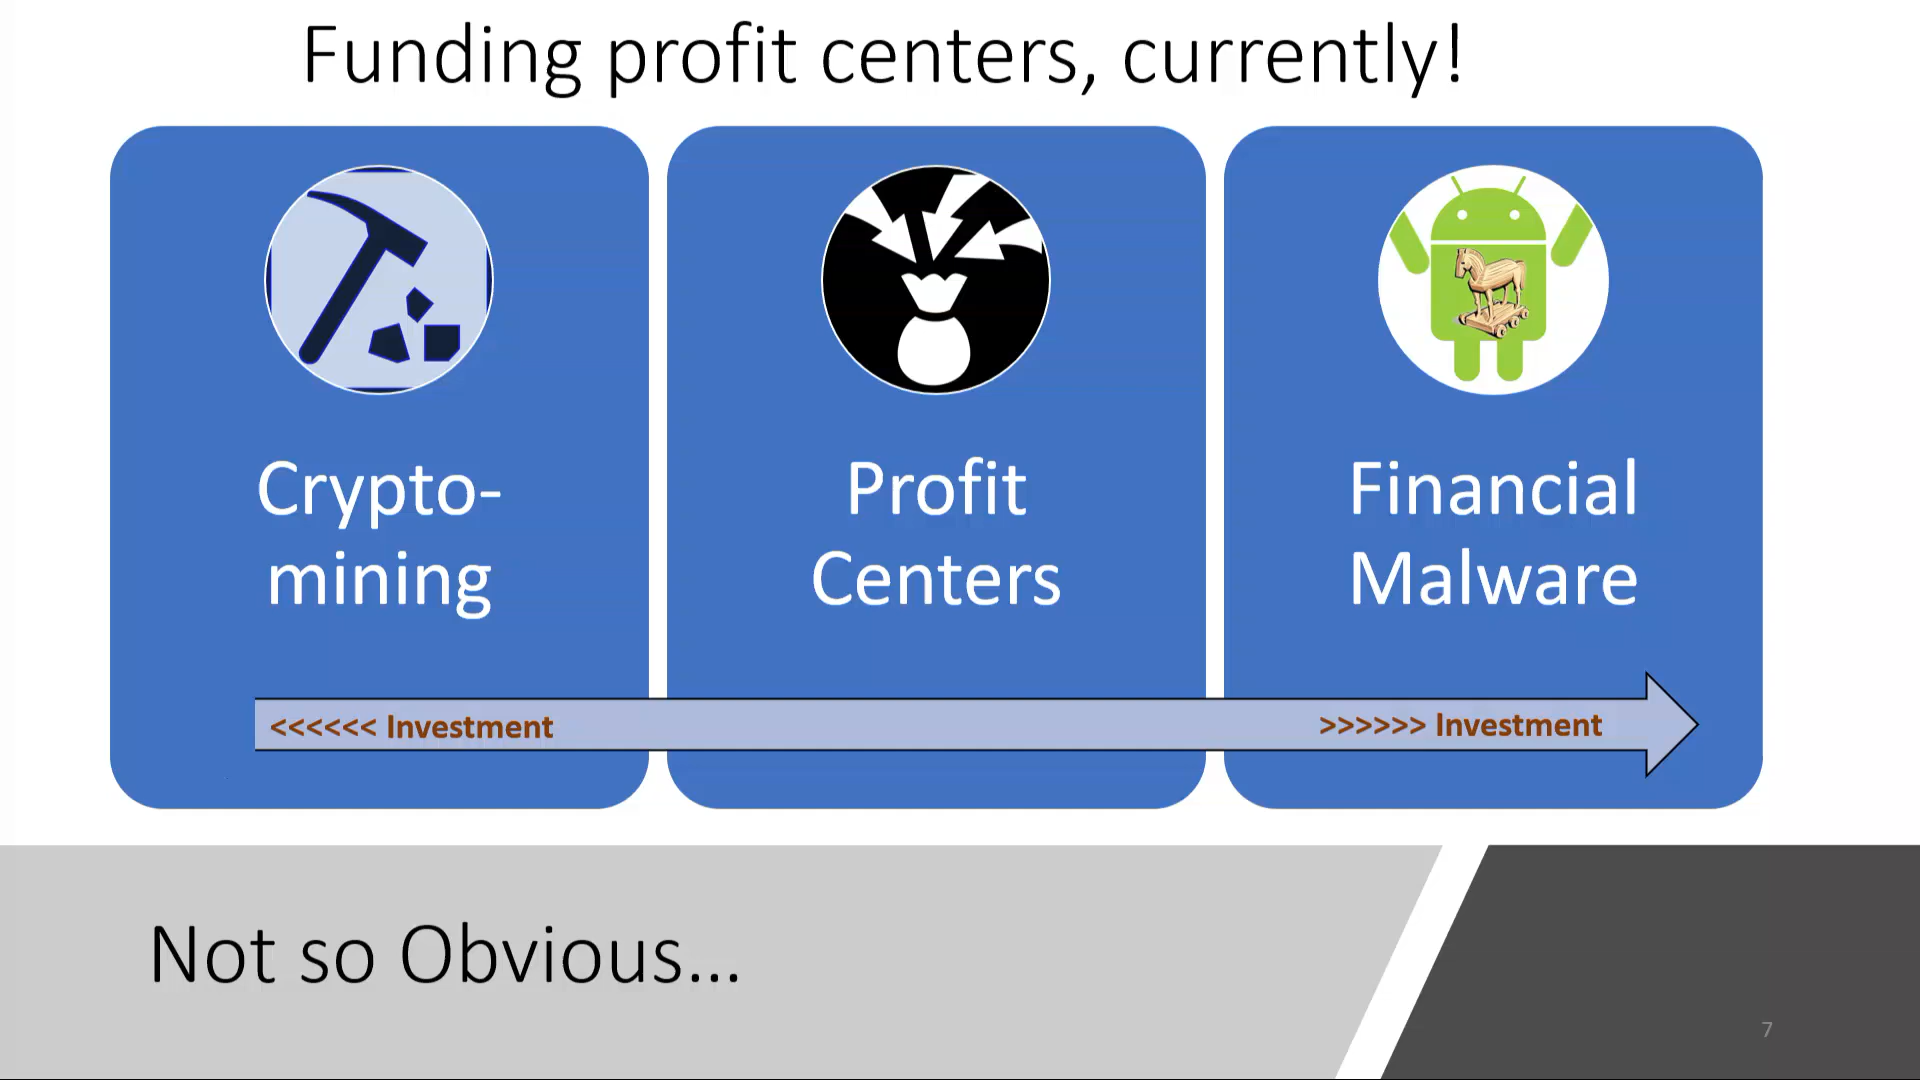 Funding profit centers, currently!
Crypto-
mining
Profit
Centers
Financial
Malware
<<<<<< Investment
>>>>>> Investment
Not so Obvious...
7